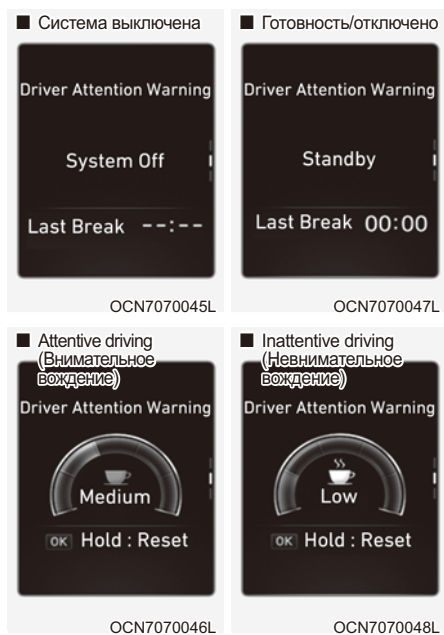 ■ Система выключена
Driver Attention Warning
System Off
Last Break --:--
OCN7070045L
■ Готовность/отключено
Driver Attention Warning
Standby
Last Break 00:00
OCN7070047L
■ Attentive driving
(Внимательное
вождение)
Driver Attention Warning
Medium
OK Hold : Reset
OCN7070046L
■ Inattentive driving
(Невнимательное
вождение)
Driver Attention Warning
Low
OK Hold : Reset
OCN7070048L